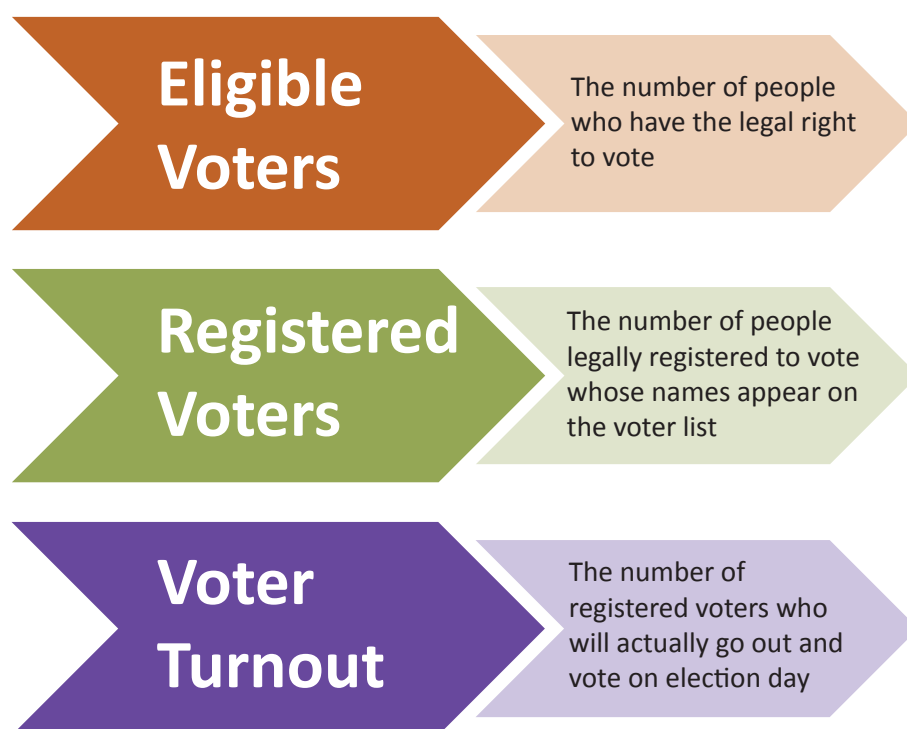 Eligible
Voters
The number of people
who have the legal right
to vote
Registered
Voters
The number of people
legally registered to vote
whose names appear on
the voter list
Voter
Turnout
The number of
registered voters who
will actually go out and
vote on election day